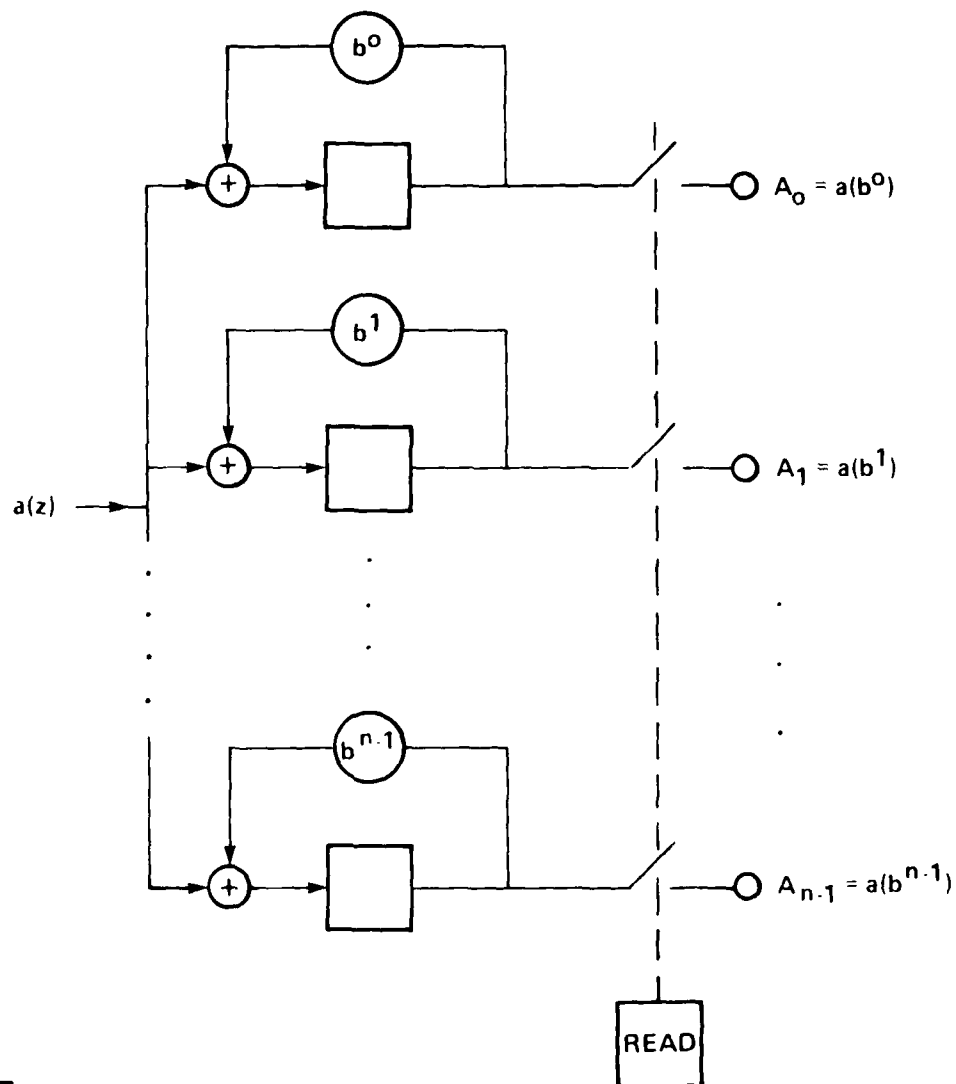 b⁰
+
A₀ = a(b⁰)
b¹
+
A₁ = a(b¹)
a(z)
bⁿ⁻¹
+
Aₙ₋₁ = a(bⁿ⁻¹)
READ